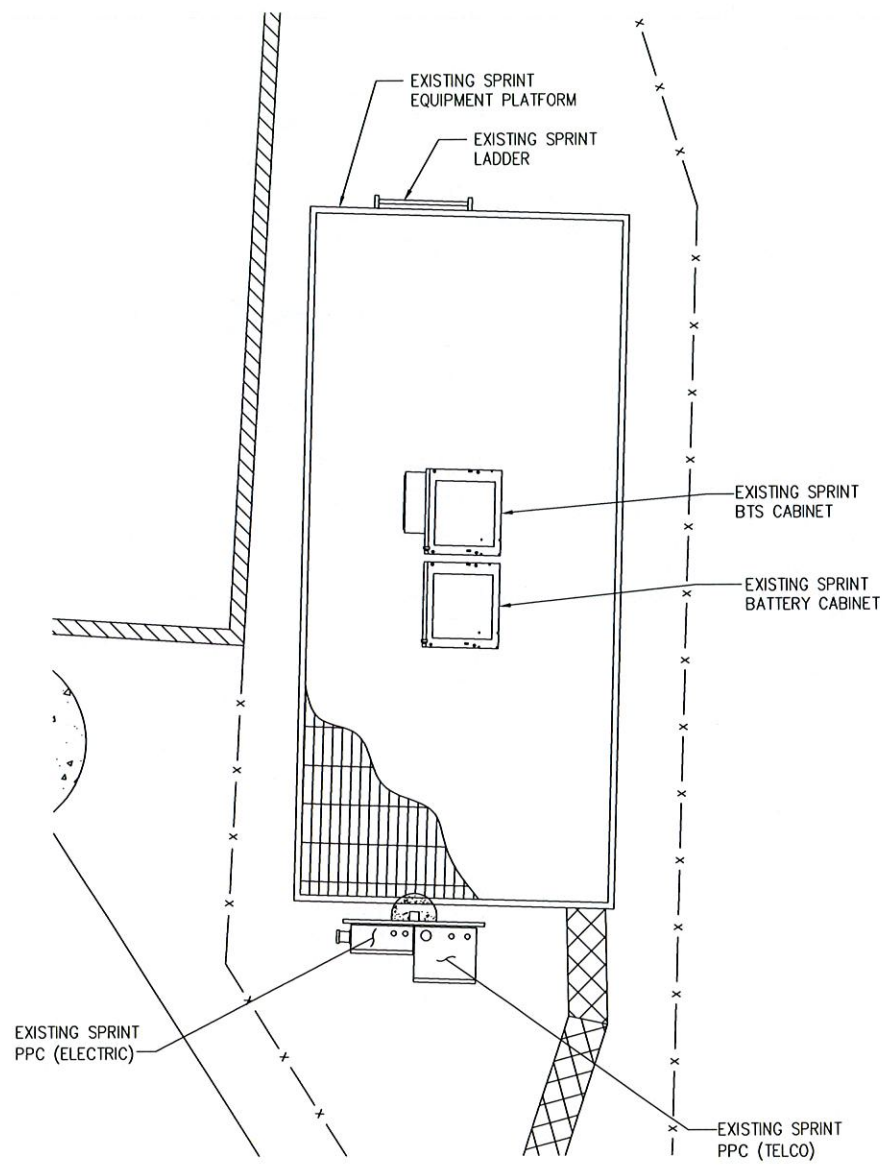 EXISTING SPRINT
EQUIPMENT PLATFORM
EXISTING SPRINT
LADDER
EXISTING SPRINT
BTS CABINET
EXISTING SPRINT
BATTERY CABINET
EXISTING SPRINT
PPC (ELECTRIC)
EXISTING SPRINT
PPC (TELCO)